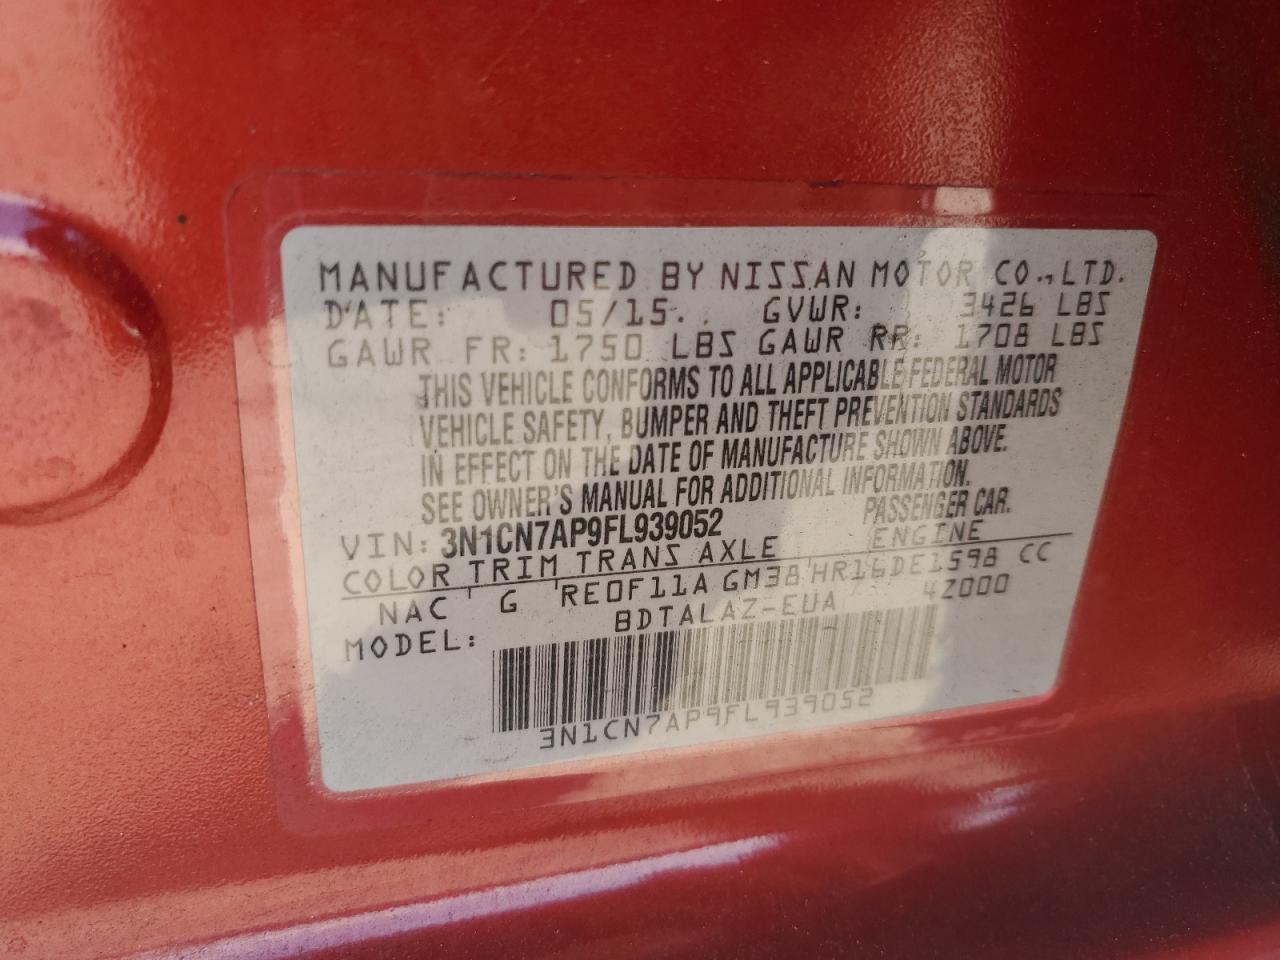 MANUFACTURED BY NISSAN MOTOR CO., LTD.
DATE: 05/15 GVWR: 3426 LBS
GAWR FR: 1750 LBS GAWR RR: 1708 LBS
THIS VEHICLE CONFORMS TO ALL APPLICABLE FEDERAL MOTOR
VEHICLE SAFETY, BUMPER AND THEFT PREVENTION STANDARDS
IN EFFECT ON THE DATE OF MANUFACTURE SHOWN ABOVE.
SEE OWNER'S MANUAL FOR ADDITIONAL INFORMATION.
VIN: 3N1CN7AP9FL939052 PASSENGER CAR.
COLOR TRIM TRANS AXLE ENGINE
NAC G RE0F11A GM38 HR16DE1598 CC
MODEL: BDTALAZ-EUA 4Z000
3N1CN7AP9FL939052